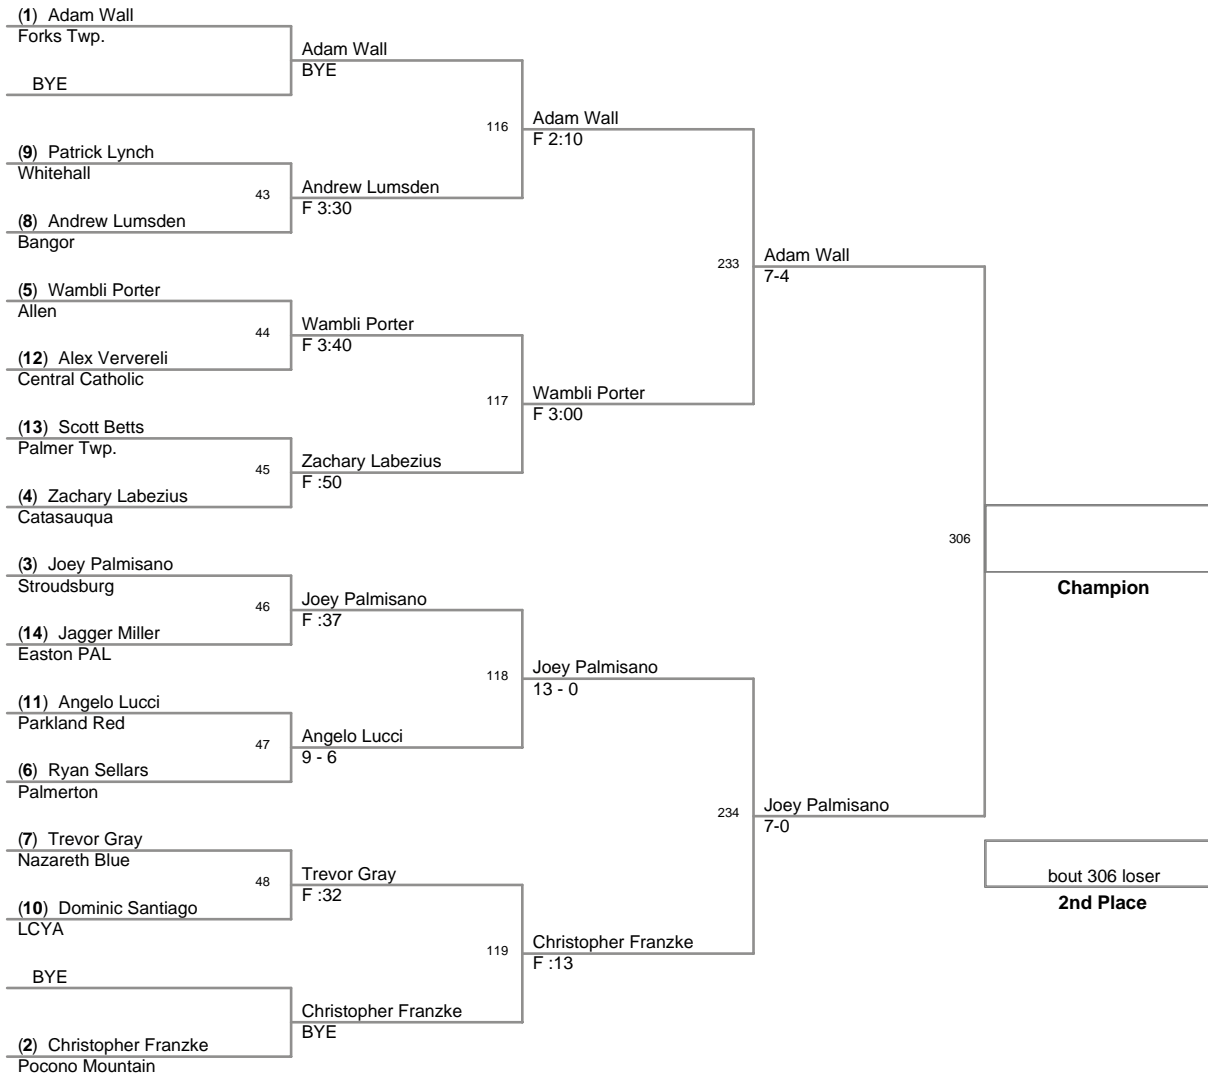 (1) Adam Wall
Forks Twp.
BYE
(9) Patrick Lynch
Whitehall
43
(8) Andrew Lumsden
Bangor
(5) Wambli Porter
Allen
44
(12) Alex Ververeli
Central Catholic
(13) Scott Betts
Palmer Twp.
45
(4) Zachary Labezius
Catasauqua
(3) Joey Palmisano
Stroudsburg
46
(14) Jagger Miller
Easton PAL
(11) Angelo Lucci
Parkland Red
47
(6) Ryan Sellars
Palmerton
(7) Trevor Gray
Nazareth Blue
48
(10) Dominic Santiago
LCYA
BYE
(2) Christopher Franzke
Pocono Mountain
Adam Wall
BYE
116
Andrew Lumsden
F 3:30
Wambli Porter
F 3:40
117
Zachary Labezius
F :50
Joey Palmisano
F :37
118
Angelo Lucci
9 - 6
Trevor Gray
F :32
119
Christopher Franzke
BYE
Adam Wall
F 2:10
233
Wambli Porter
F 3:00
Joey Palmisano
13 - 0
234
Christopher Franzke
F :13
Adam Wall
7-4
306
Joey Palmisano
7-0
Champion
bout 306 loser
2nd Place